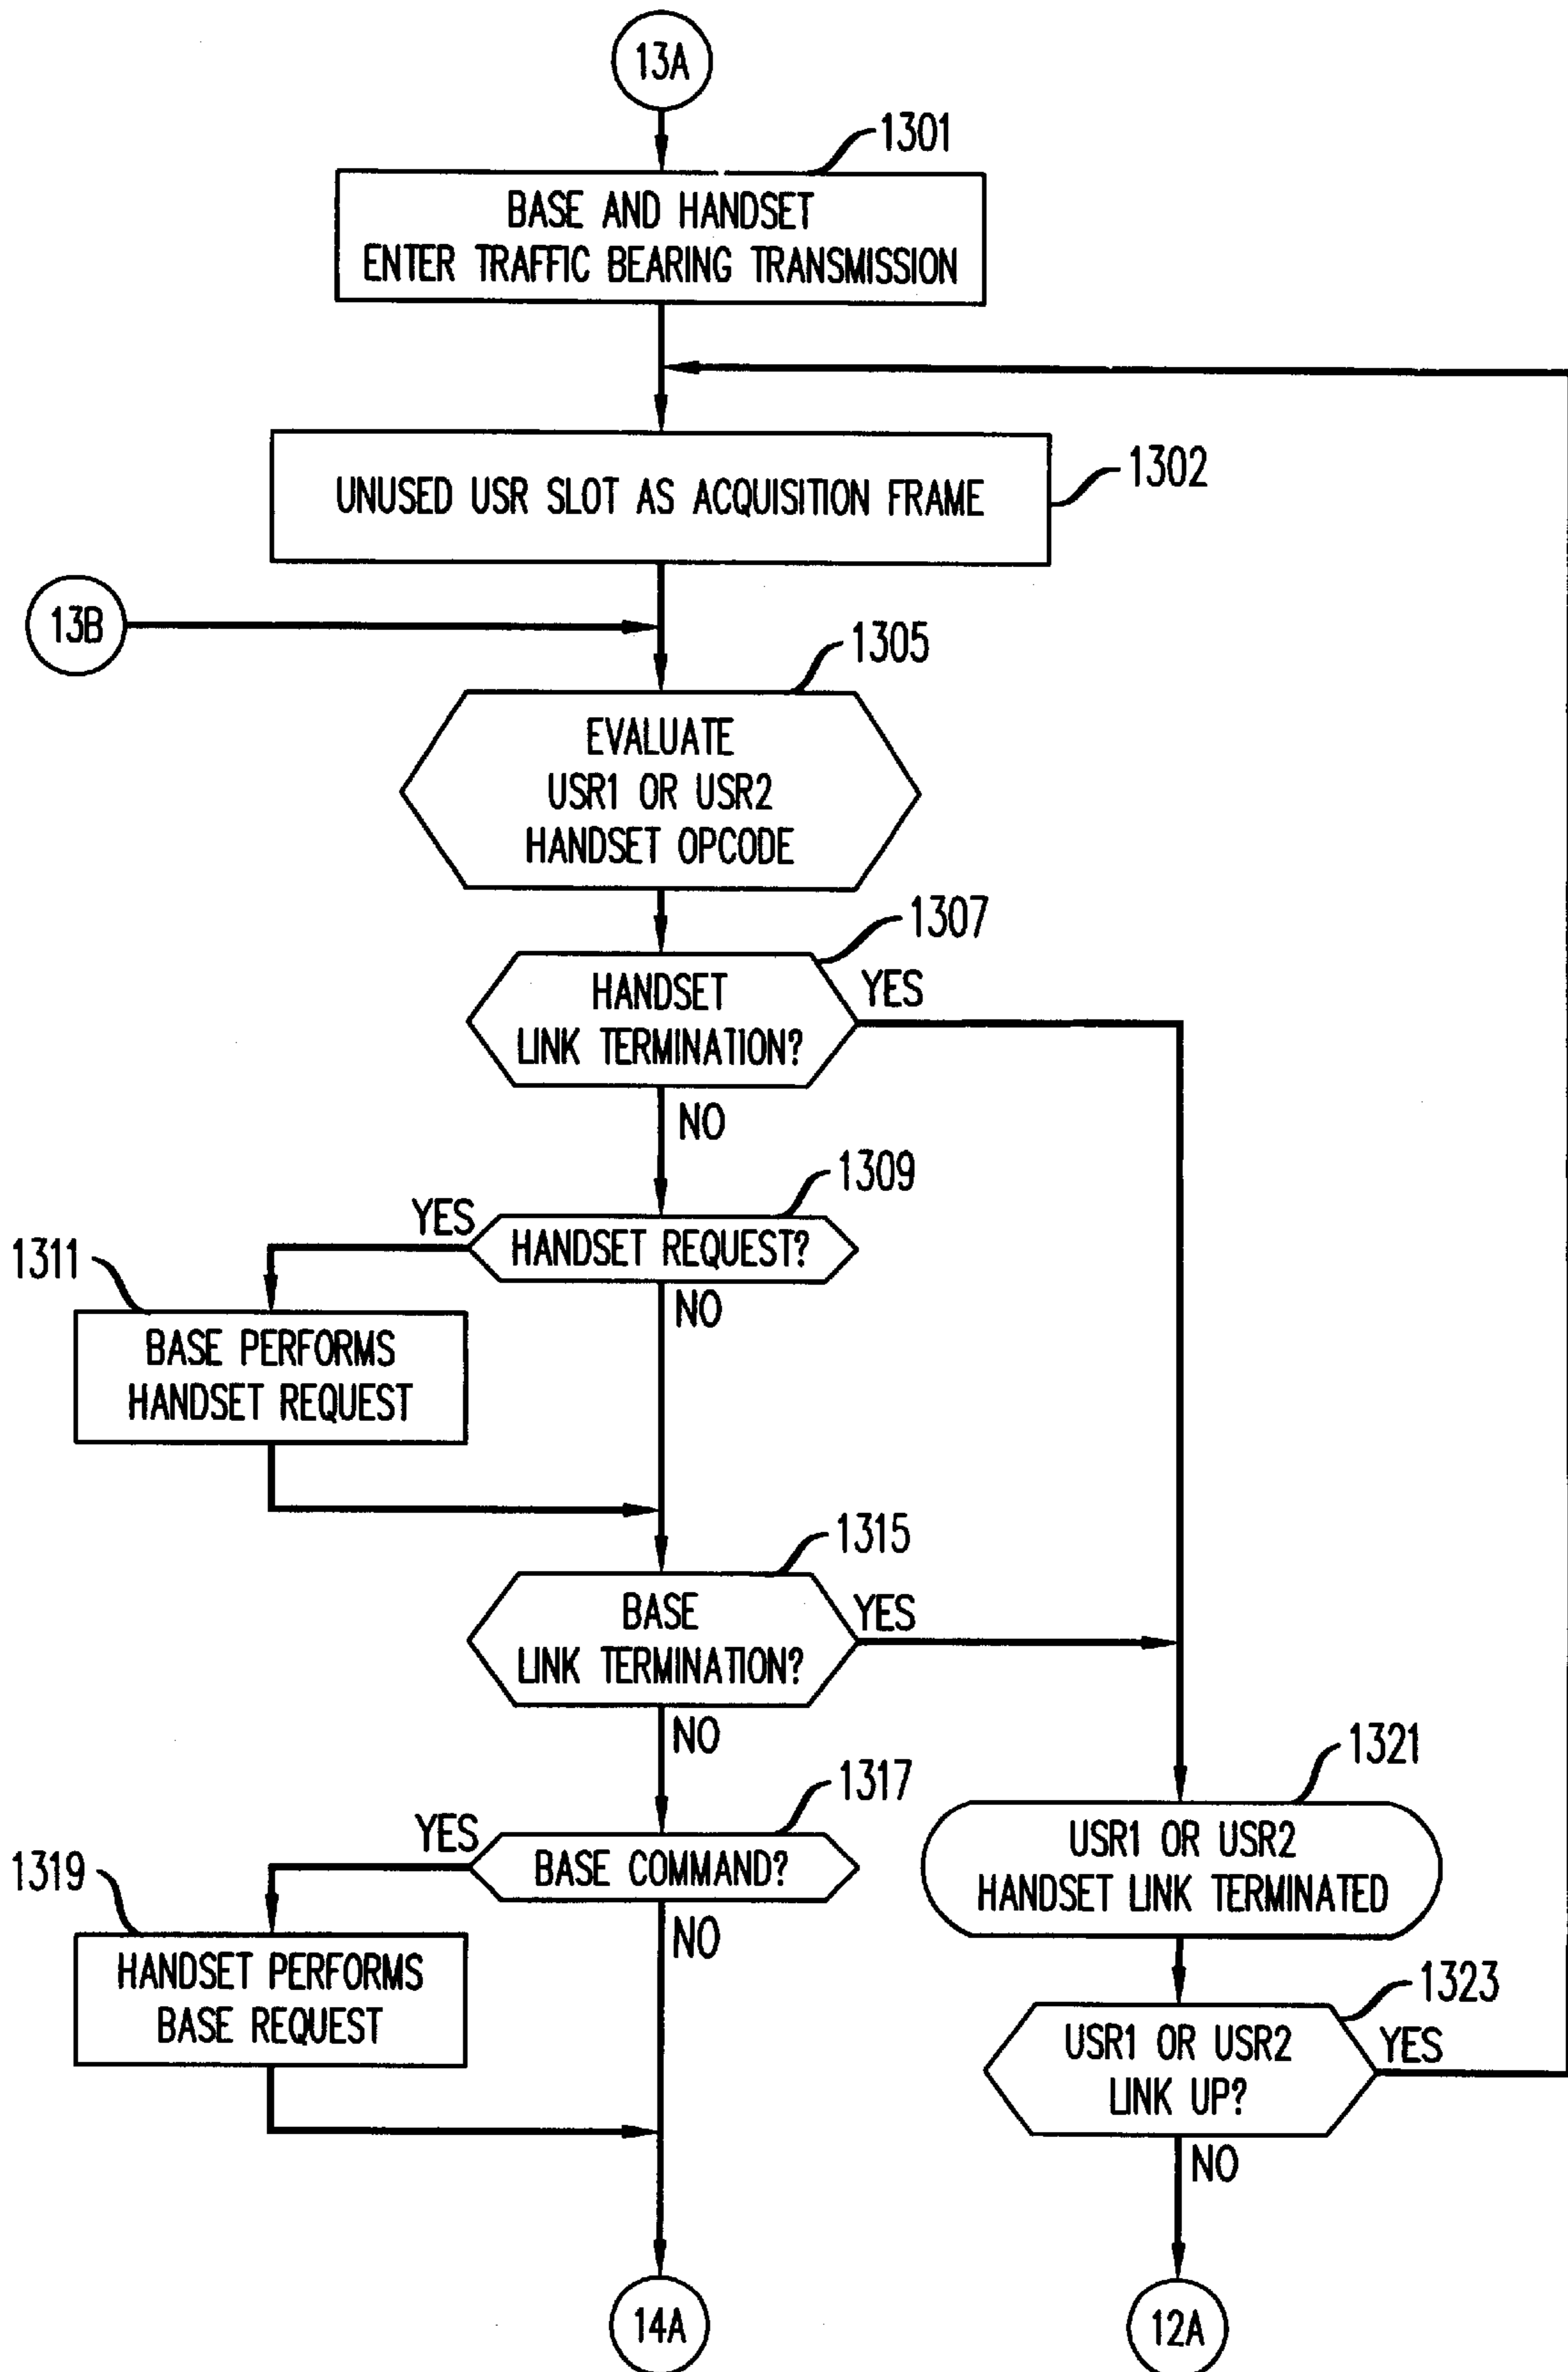 13A
1301
BASE AND HANDSET
ENTER TRAFFIC BEARING TRANSMISSION
1302
UNUSED USR SLOT AS ACQUISITION FRAME
13B
1305
EVALUATE
USR1 OR USR2
HANDSET OPCODE
1307
HANDSET
LINK TERMINATION?
YES
NO
1309
YES
HANDSET REQUEST?
NO
1311
BASE PERFORMS
HANDSET REQUEST
1315
BASE
LINK TERMINATION?
YES
NO
1317
YES
BASE COMMAND?
NO
1319
HANDSET PERFORMS
BASE REQUEST
1321
USR1 OR USR2
HANDSET LINK TERMINATED
1323
USR1 OR USR2
LINK UP?
YES
NO
14A
12A